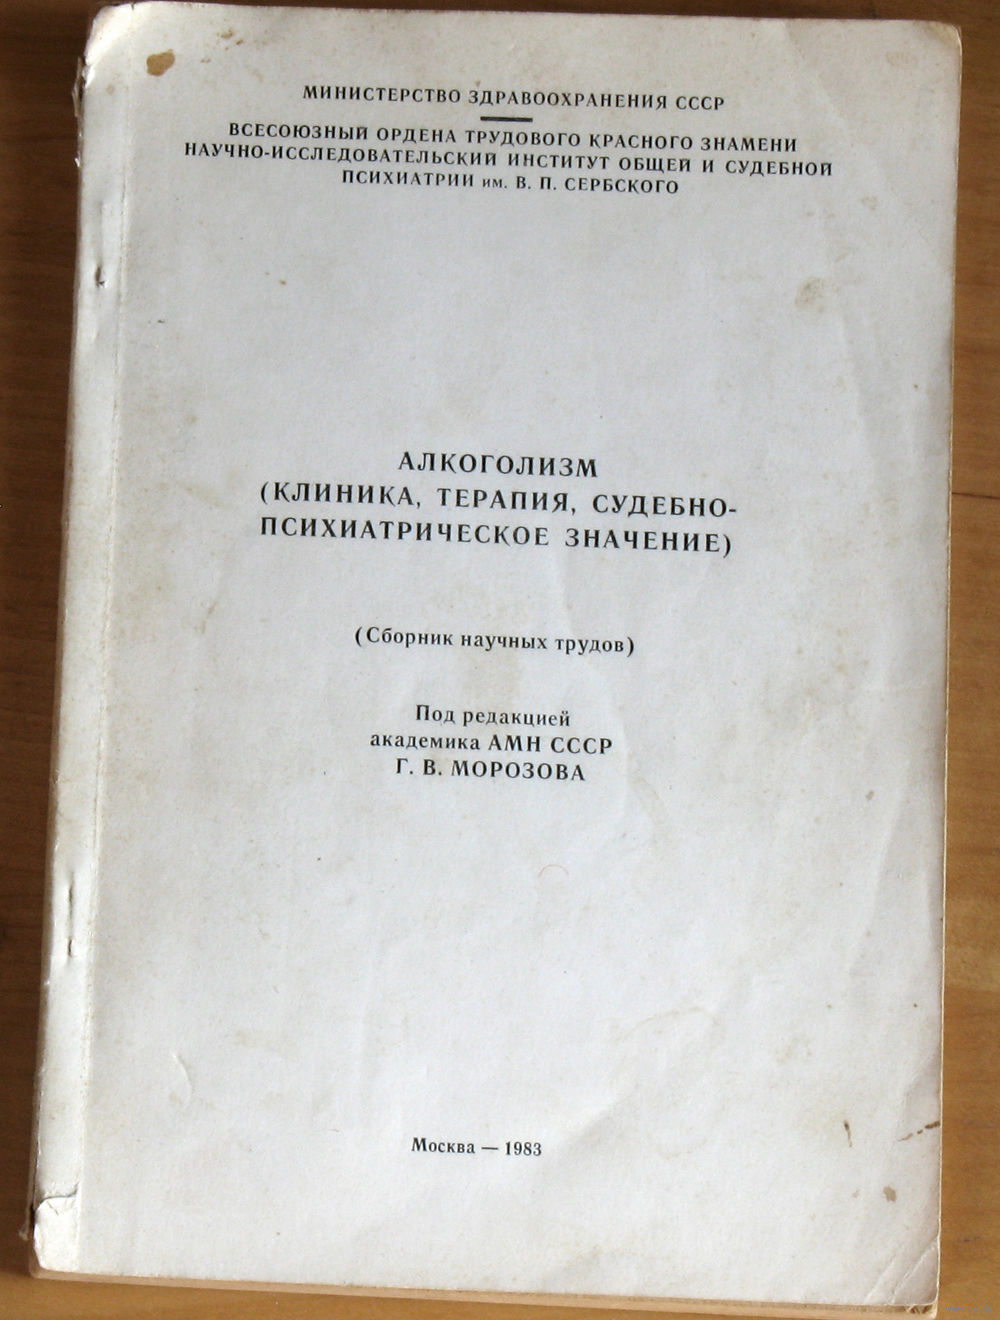 МИНИСТЕРСТВО ЗДРАВООХРАНЕНИЯ СССР
ВСЕСОЮЗНЫЙ ОРДЕНА ТРУДОВОГО КРАСНОГО ЗНАМЕНИ
НАУЧНО-ИССЛЕДОВАТЕЛЬСКИЙ ИНСТИТУТ ОБЩЕЙ И СУДЕБНОЙ
ПСИХИАТРИИ им. В. П. СЕРБСКОГО
АЛКОГОЛИЗМ
(КЛИНИКА, ТЕРАПИЯ, СУДЕБНО-
ПСИХИАТРИЧЕСКОЕ ЗНАЧЕНИЕ)
(Сборник научных трудов)
Под редакцией
академика АМН СССР
Г. В. МОРОЗОВА
Москва — 1983